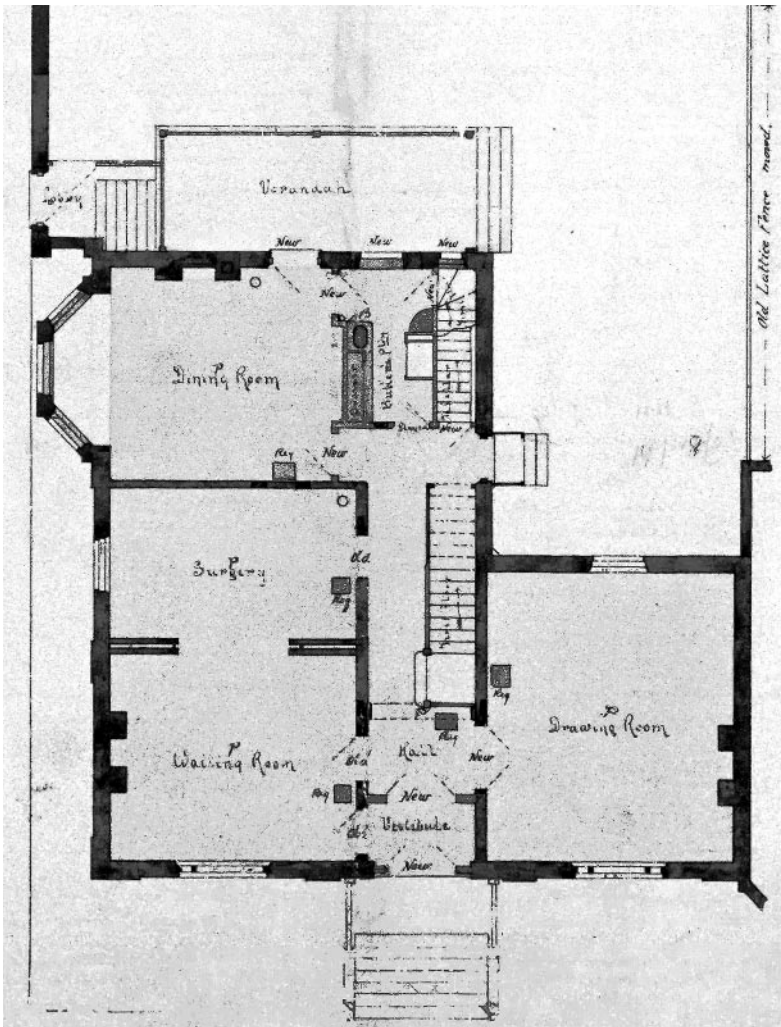 Old Lattice Fence moved.
Verandah
New
New
New
New
New
Dining Room
Butlers Pty
New
Reg
New
Surgery
Old
Reg
Reg
Drawing Room
Reg
Hall
Old
New
Waiting Room
Reg
New
Vestibule
Old
New